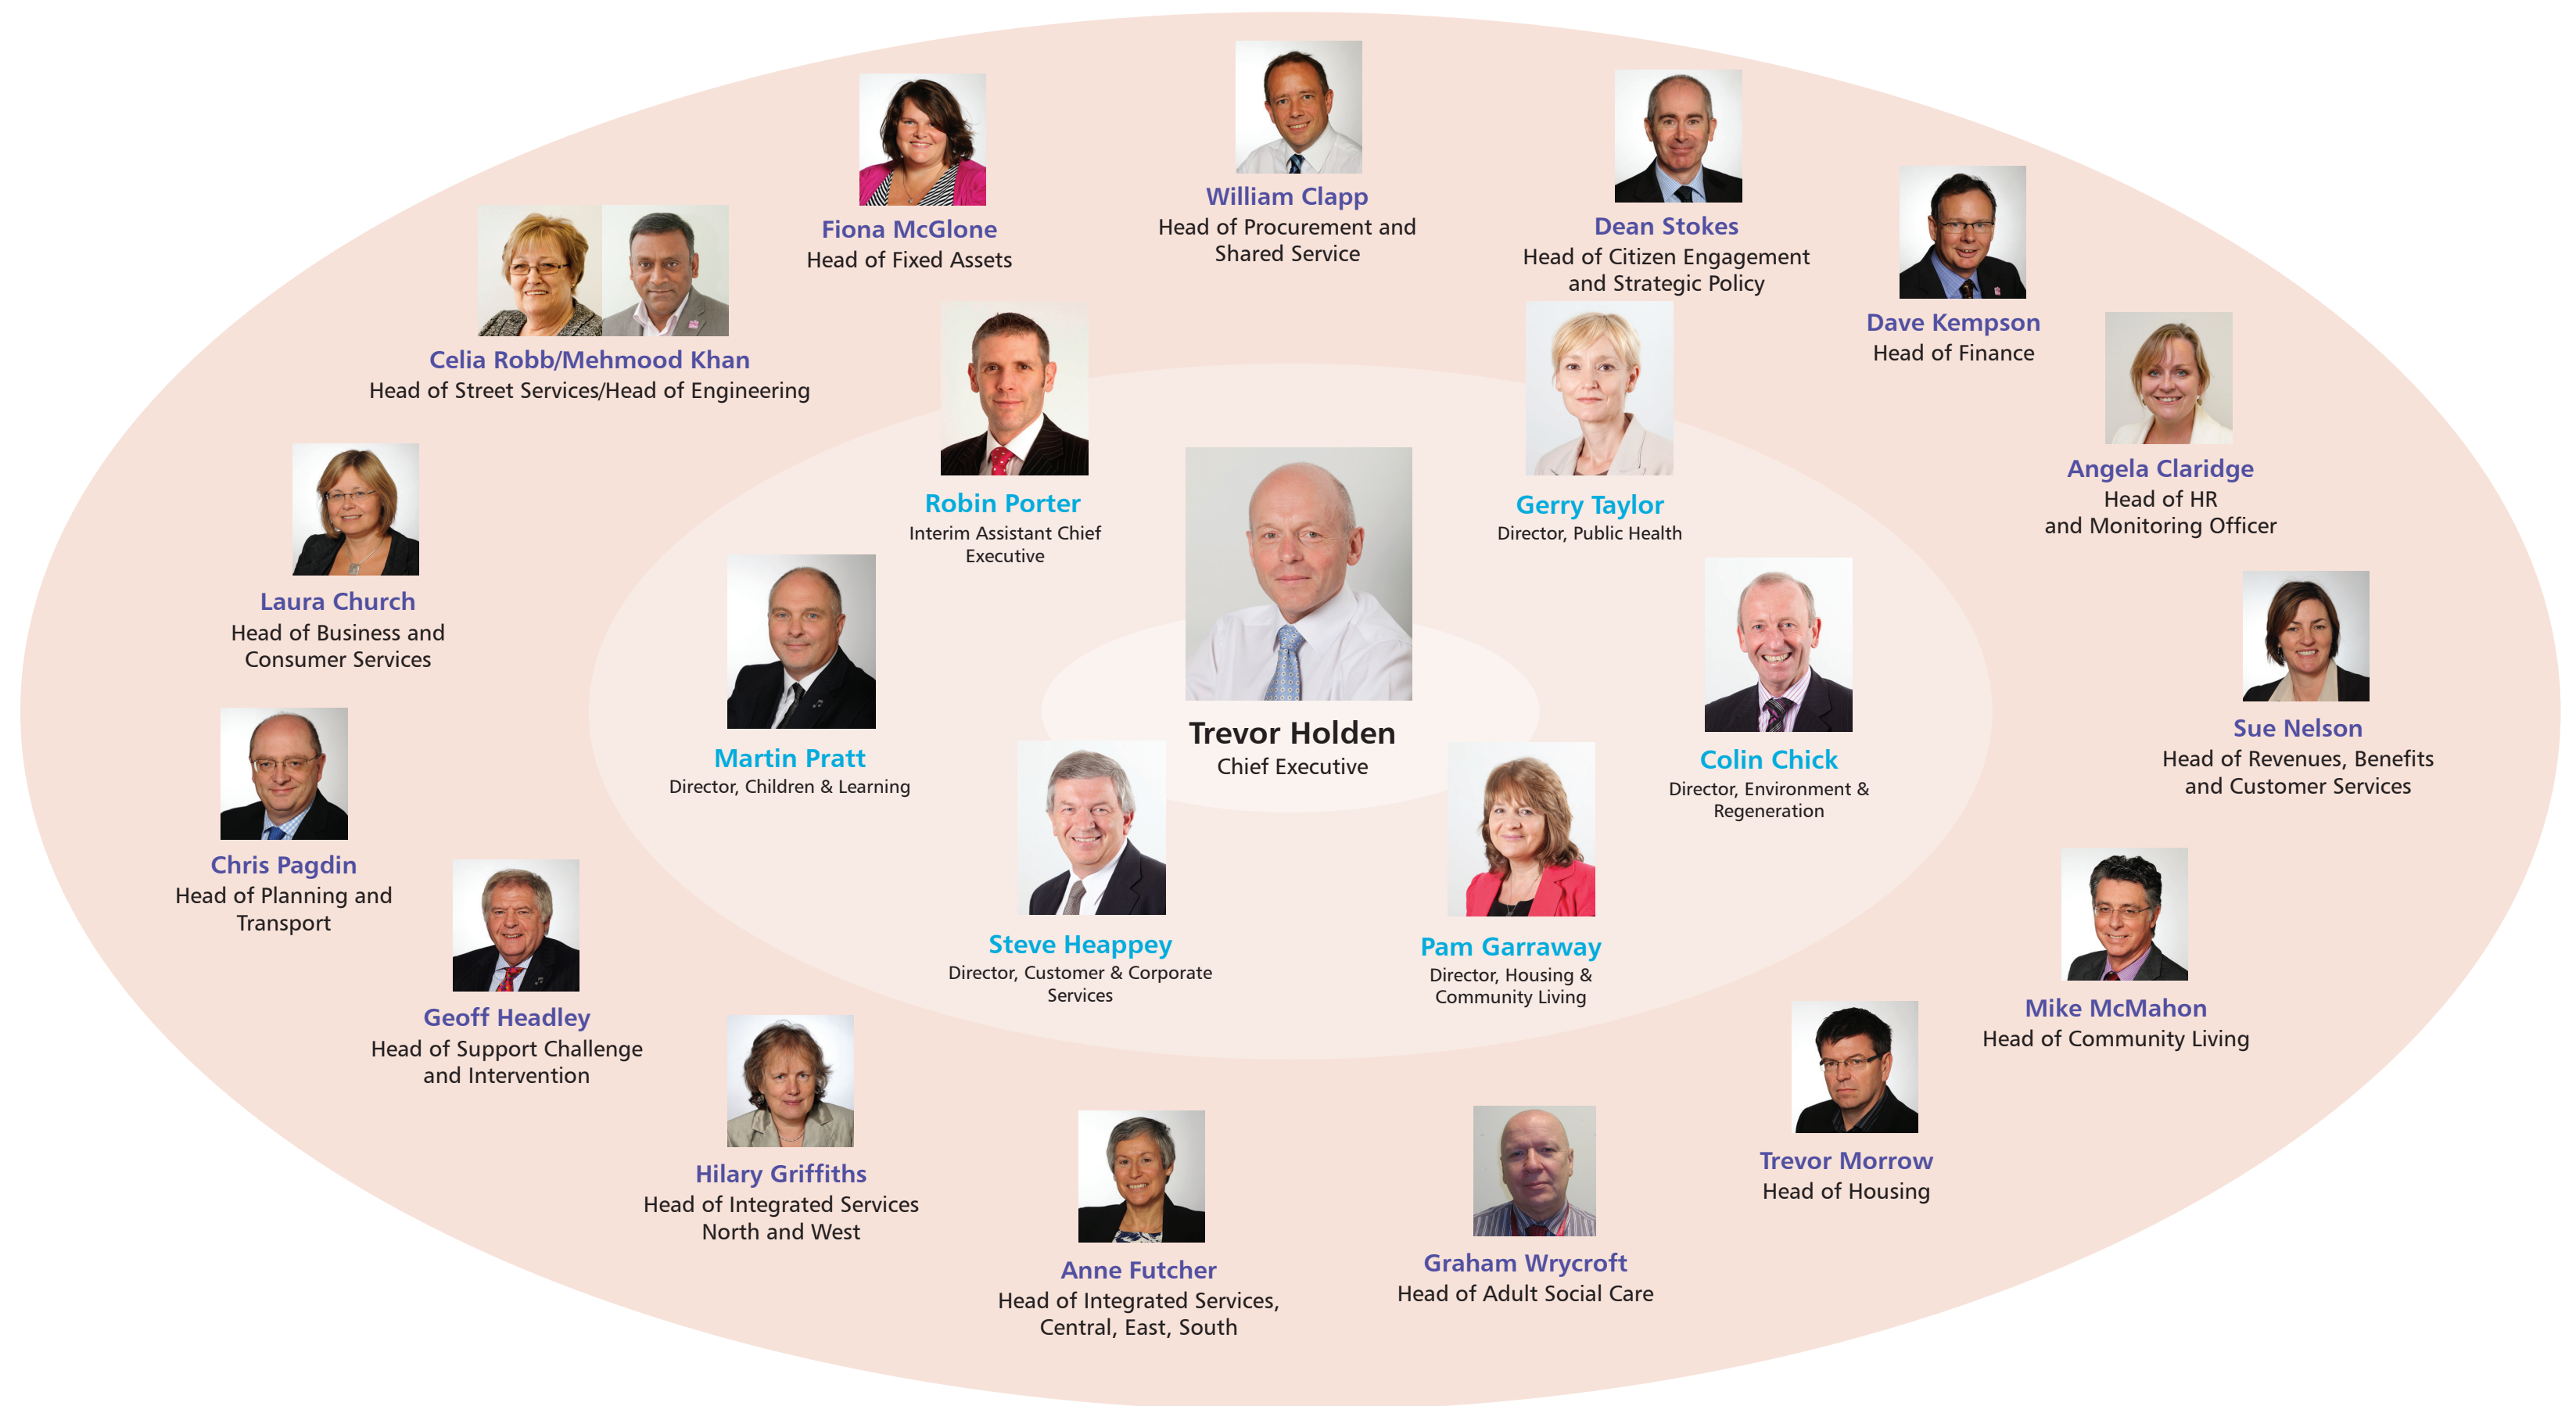 William Clapp
Head of Procurement and
Shared Service
Fiona McGlone
Head of Fixed Assets
Dean Stokes
Head of Citizen Engagement
and Strategic Policy
Dave Kempson
Head of Finance
Celia Robb/Mehmood Khan
Head of Street Services/Head of Engineering
Angela Claridge
Head of HR
and Monitoring Officer
Robin Porter
Interim Assistant Chief
Executive
Gerry Taylor
Director, Public Health
Laura Church
Head of Business and
Consumer Services
Trevor Holden
Chief Executive
Martin Pratt
Director, Children & Learning
Colin Chick
Director, Environment &
Regeneration
Sue Nelson
Head of Revenues, Benefits
and Customer Services
Chris Pagdin
Head of Planning and
Transport
Steve Heappey
Director, Customer & Corporate
Services
Pam Garraway
Director, Housing &
Community Living
Geoff Headley
Head of Support Challenge
and Intervention
Mike McMahon
Head of Community Living
Hilary Griffiths
Head of Integrated Services
North and West
Trevor Morrow
Head of Housing
Anne Futcher
Head of Integrated Services,
Central, East, South
Graham Wrycroft
Head of Adult Social Care